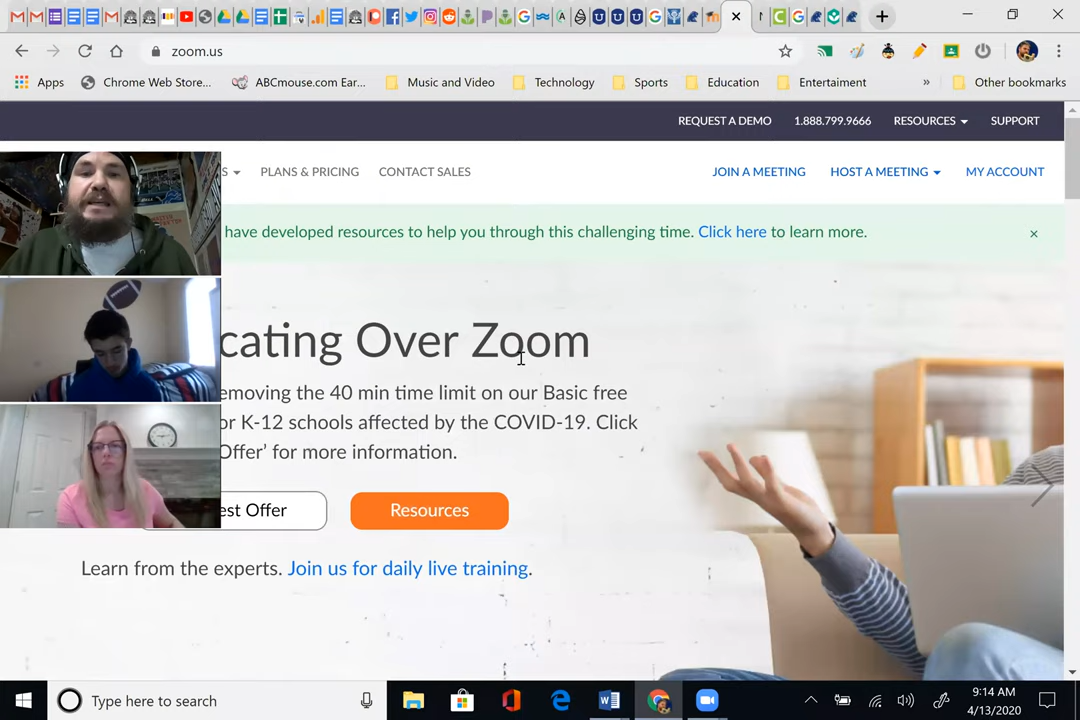 zoom.us
Apps
Chrome Web Store...
ABCmouse.com Ear...
Music and Video
Technology
Sports
Education
Entertaiment
»
Other bookmarks
REQUEST A DEMO
1.888.799.9666
RESOURCES
SUPPORT
S
PLANS & PRICING
CONTACT SALES
JOIN A MEETING
HOST A MEETING
MY ACCOUNT
have developed resources to help you through this challenging time. Click here to learn more.
×
cating Over Zoom
emoving the 40 min time limit on our Basic free
or K-12 schools affected by the COVID-19. Click
Offer' for more information.
est Offer
Resources
Learn from the experts. Join us for daily live training.
Type here to search
9:14 AM
4/13/2020